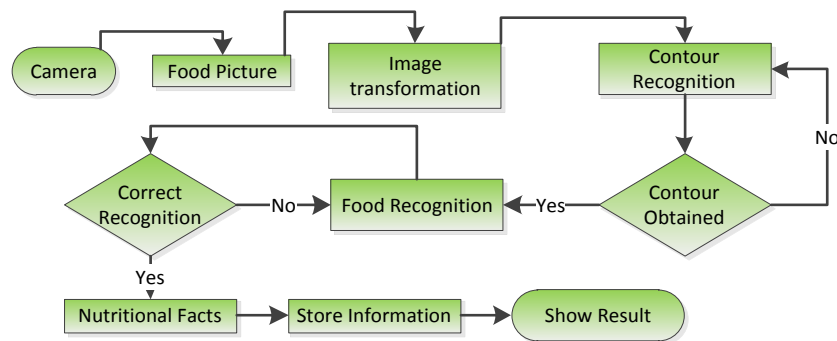 Camera
Food Picture
Image
transformation
Contour
Recognition
No
Contour
Obtained
Yes
Food Recognition
No
Correct
Recognition
Yes
Nutritional Facts
Store Information
Show Result